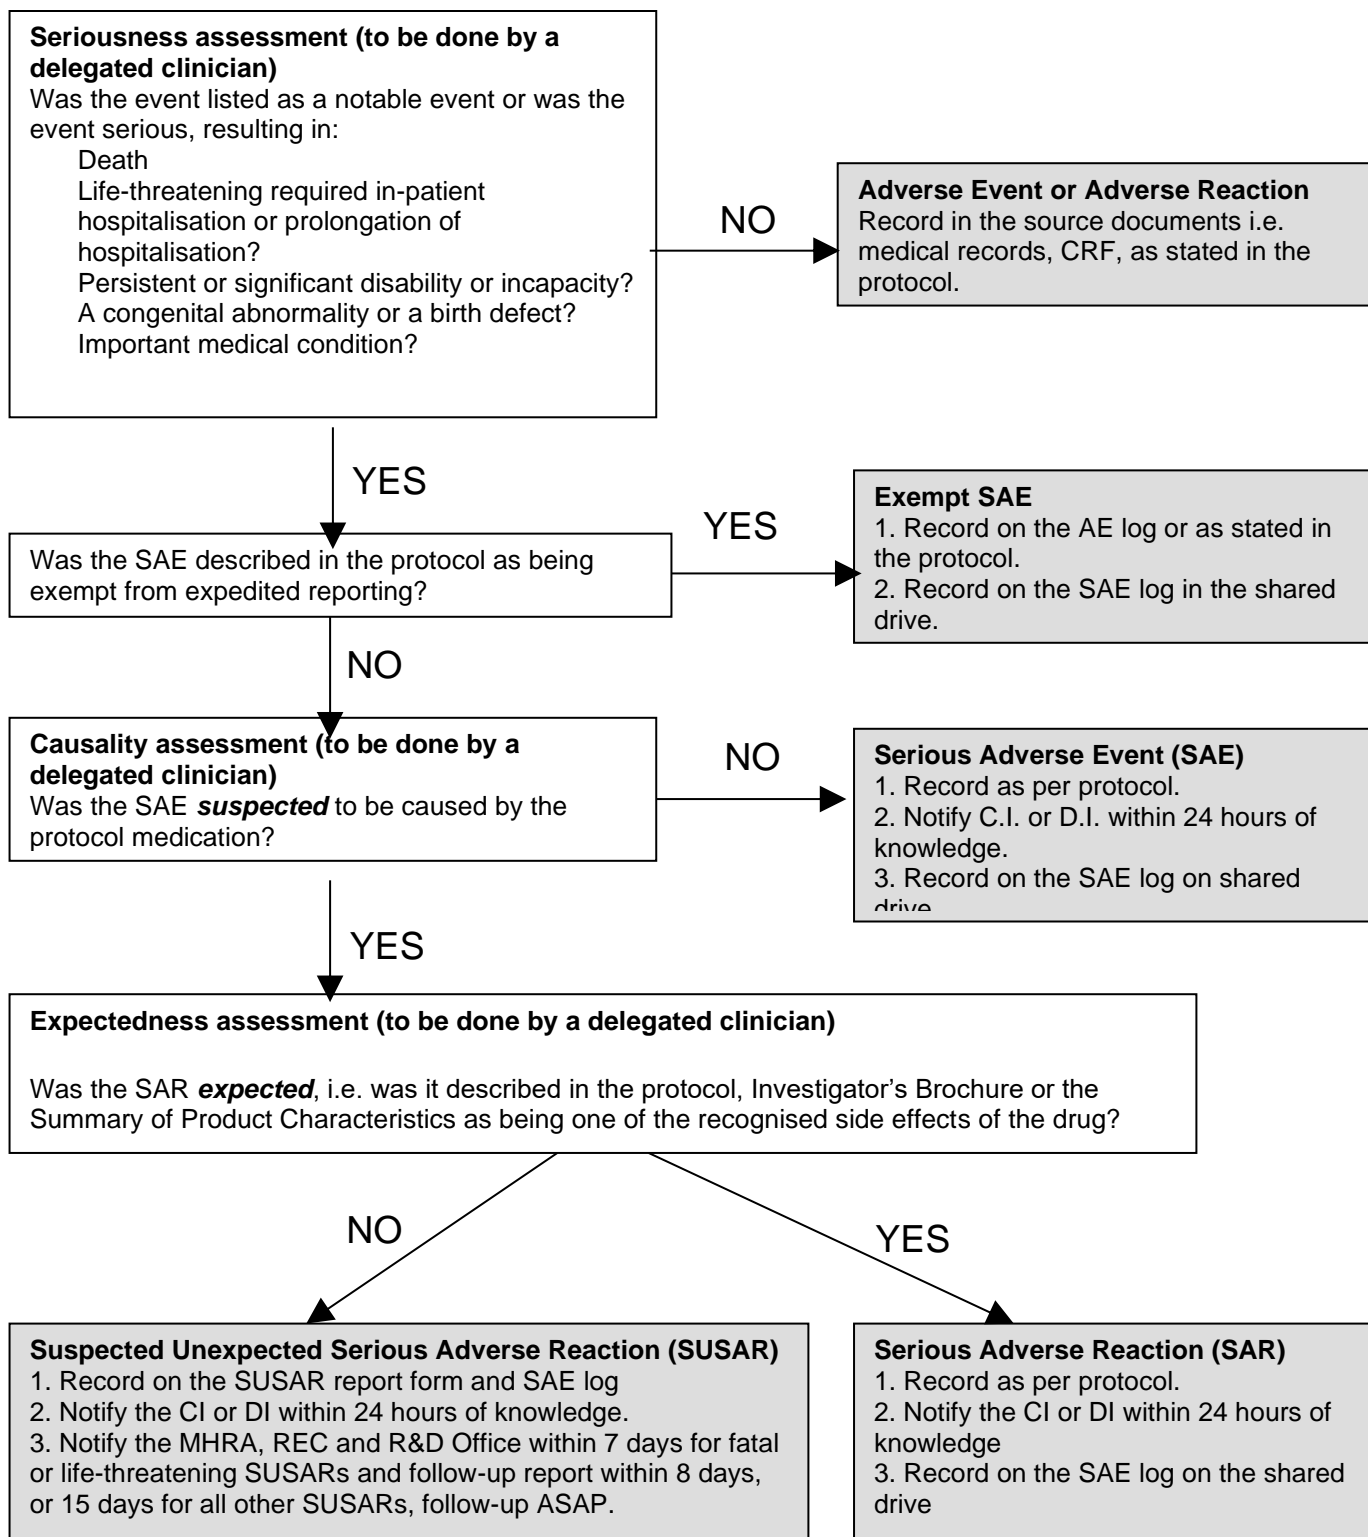 Seriousness assessment (to be done by a
delegated clinician)
Was the event listed as a notable event or was the
event serious, resulting in:
Death
Life-threatening required in-patient
hospitalisation or prolongation of
hospitalisation?
Persistent or significant disability or incapacity?
A congenital abnormality or a birth defect?
Important medical condition?
NO
Adverse Event or Adverse Reaction
Record in the source documents i.e.
medical records, CRF, as stated in the
protocol.
YES
Was the SAE described in the protocol as being
exempt from expedited reporting?
YES
Exempt SAE
1. Record on the AE log or as stated in
the protocol.
2. Record on the SAE log in the shared
drive.
NO
Causality assessment (to be done by a
delegated clinician)
Was the SAE suspected to be caused by the
protocol medication?
NO
Serious Adverse Event (SAE)
1. Record as per protocol.
2. Notify C.I. or D.I. within 24 hours of
knowledge.
3. Record on the SAE log on shared
drive
YES
Expectedness assessment (to be done by a delegated clinician)
Was the SAR expected, i.e. was it described in the protocol, Investigator's Brochure or the
Summary of Product Characteristics as being one of the recognised side effects of the drug?
NO
YES
Suspected Unexpected Serious Adverse Reaction (SUSAR)
1. Record on the SUSAR report form and SAE log
2. Notify the CI or DI within 24 hours of knowledge.
3. Notify the MHRA, REC and R&D Office within 7 days for fatal
or life-threatening SUSARs and follow-up report within 8 days,
or 15 days for all other SUSARs, follow-up ASAP.
Serious Adverse Reaction (SAR)
1. Record as per protocol.
2. Notify the CI or DI within 24 hours of
knowledge
3. Record on the SAE log on the shared
drive